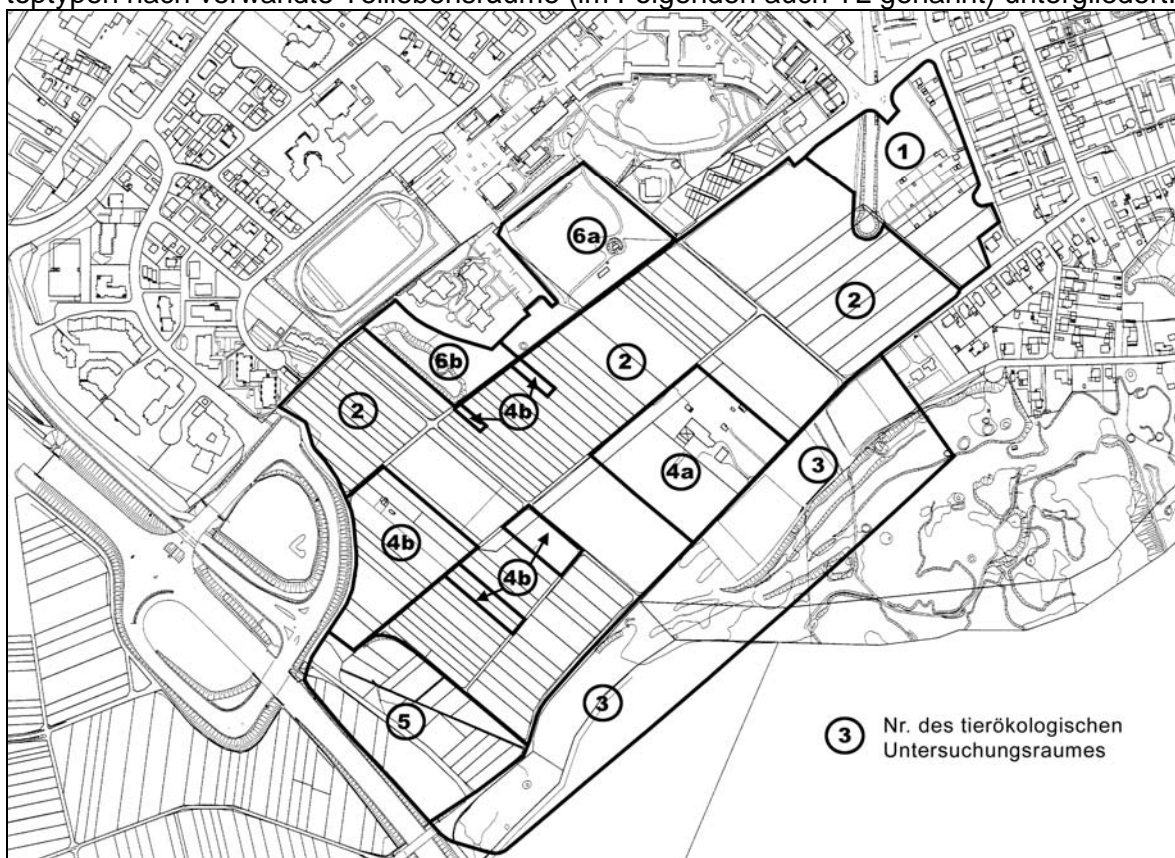 toptypen nach verwandte Teillebensräume (im Folgenden auch TL genannt) untergliedert.
1
6a
2
2
6b
4b
2
4a
3
4b
4b
3
5
3 Nr. des tierökologischen
Untersuchungsraumes